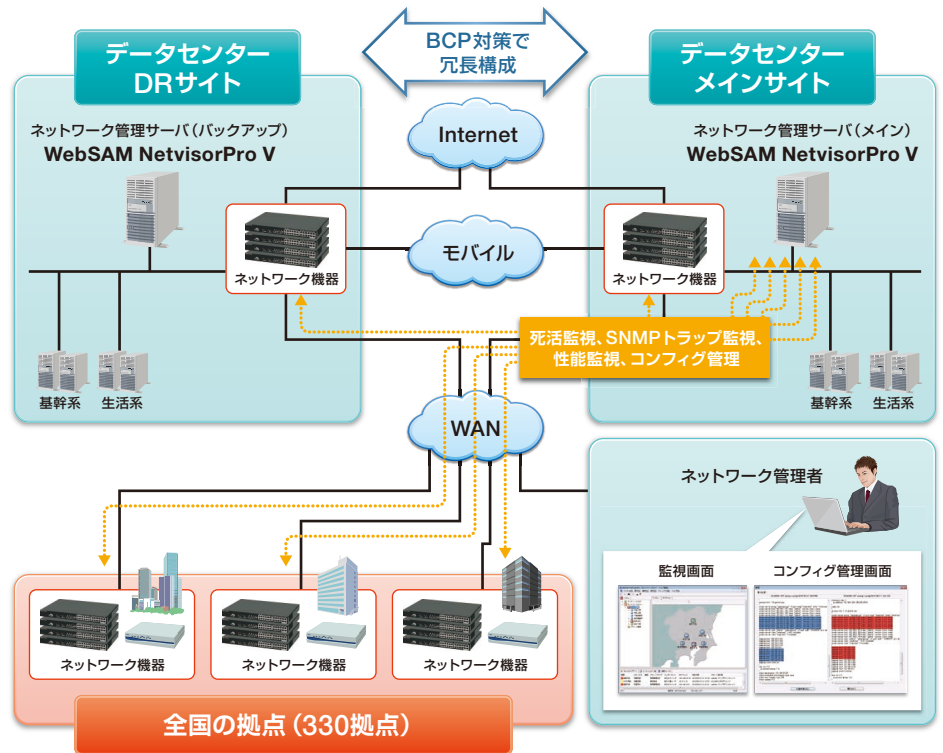 BCP対策で
冗長構成
データセンター
DRサイト
データセンター
メインサイト
ネットワーク管理サーバ（バックアップ）
WebSAM NetvisorPro V
Internet
ネットワーク管理サーバ（メイン）
WebSAM NetvisorPro V
ネットワーク機器
モバイル
ネットワーク機器
死活監視、SNMPトラップ監視、
性能監視、コンフィグ管理
基幹系
生活系
基幹系
生活系
WAN
ネットワーク管理者
監視画面
コンフィグ管理画面
ネットワーク機器
ネットワーク機器
ネットワーク機器
全国の拠点（330拠点）